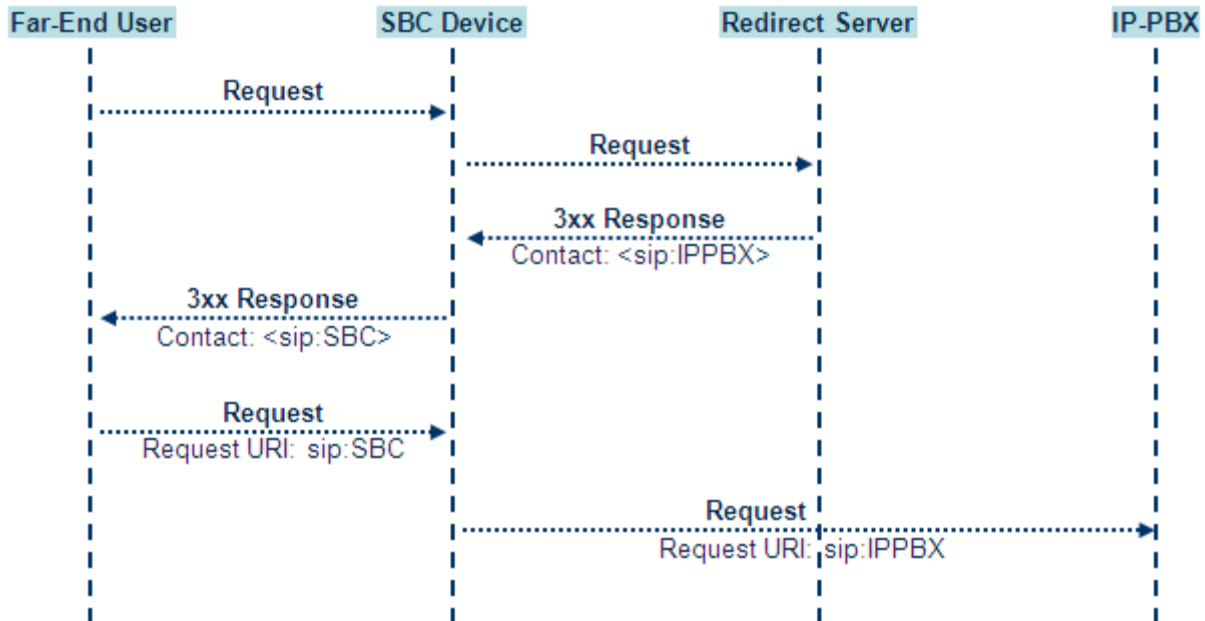 Far-End User
SBC Device
Redirect Server
IP-PBX
Request
Request
3xx Response
Contact: <sip:IPPBX>
3xx Response
Contact: <sip:SBC>
Request
Request URI: sip:SBC
Request
Request URI: sip:IPPBX